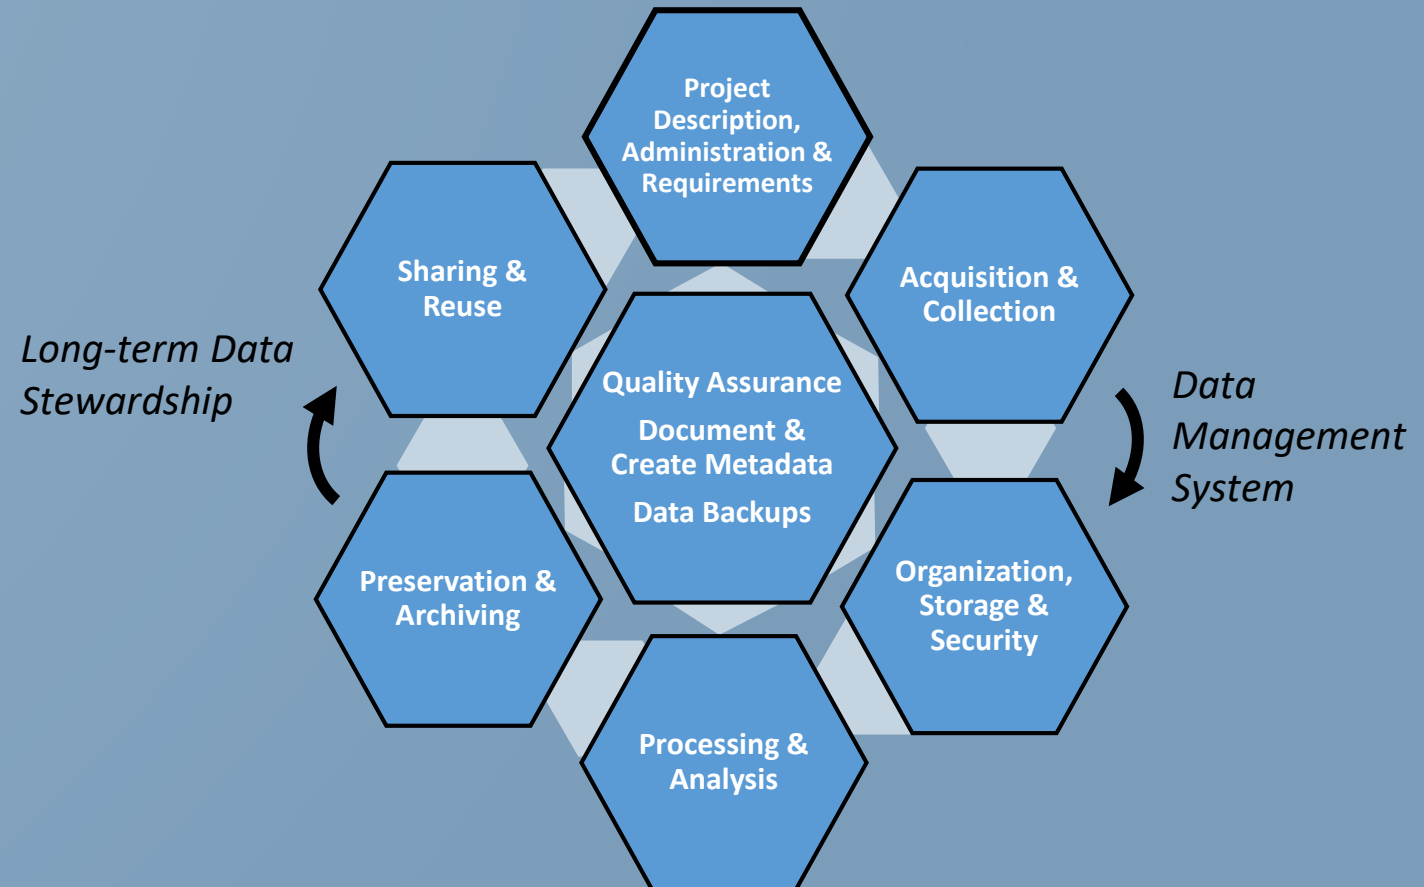 Project
Description,
Administration &
Requirements
Sharing &
Reuse
Acquisition &
Collection
Long-term Data
Stewardship
Quality Assurance
Document &
Create Metadata
Data Backups
Data
Management
System
Preservation &
Archiving
Organization,
Storage &
Security
Processing &
Analysis